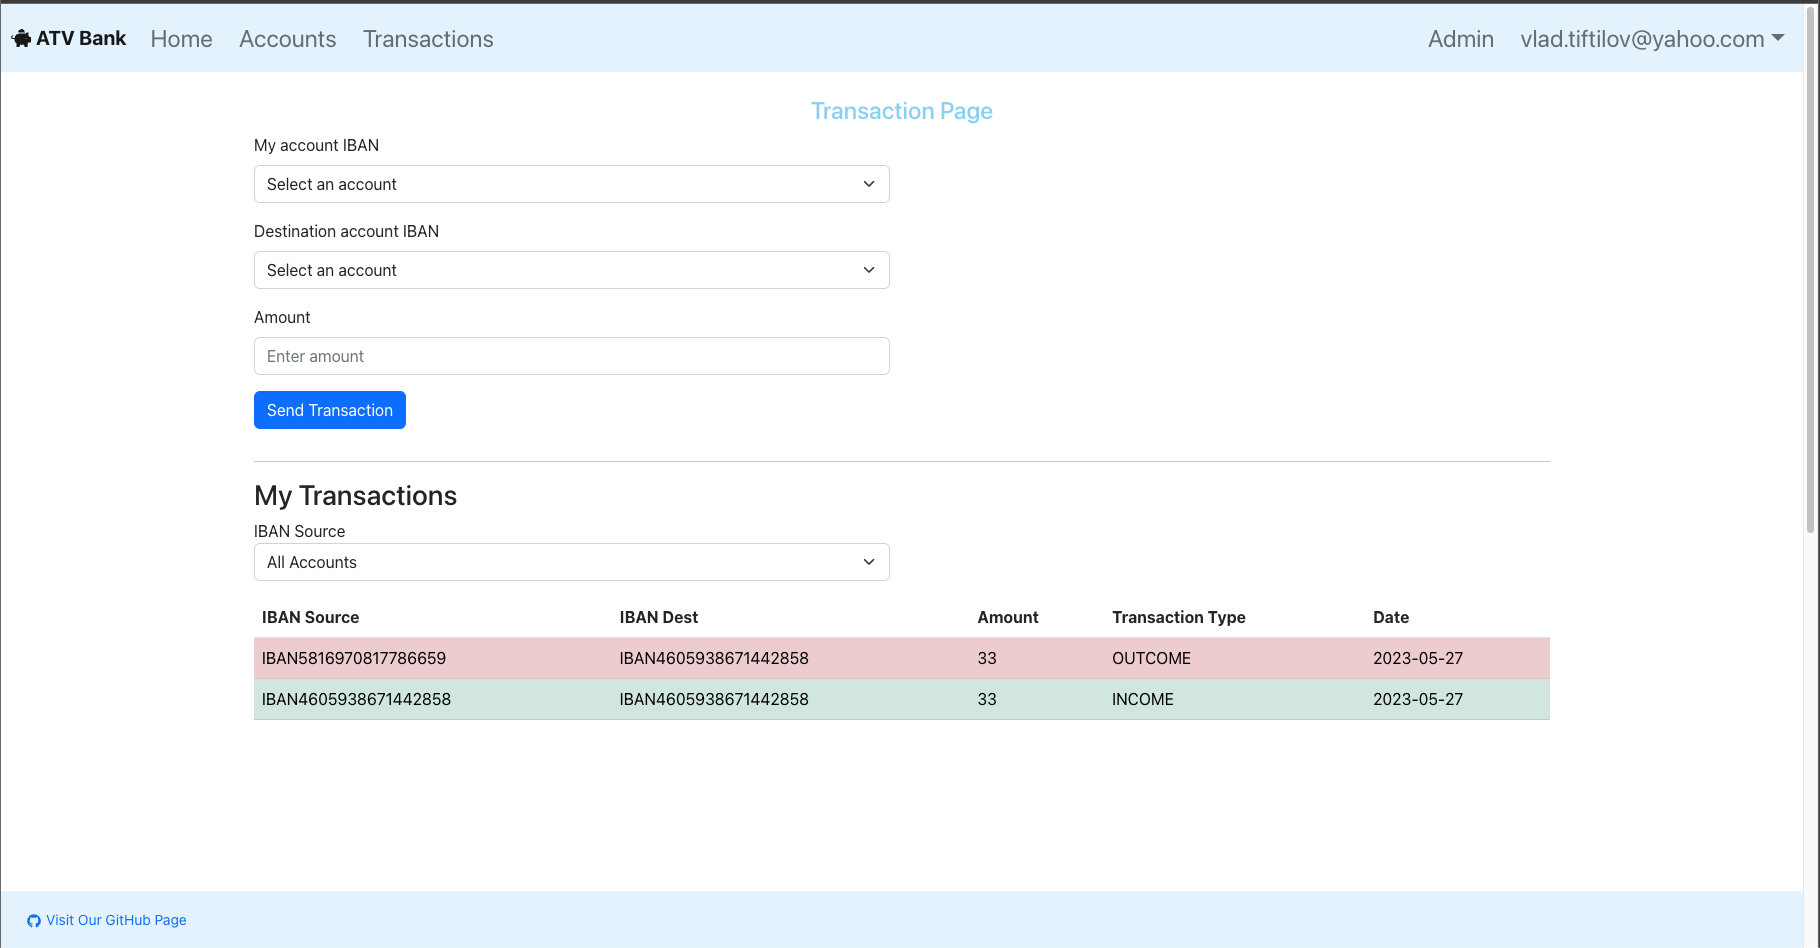 ATV Bank Home Accounts Transactions Admin vlad.tiftilov@yahoo.com
Transaction Page
My account IBAN
Select an account
Destination account IBAN
Select an account
Amount
Enter amount
Send Transaction
My Transactions
IBAN Source
All Accounts
IBAN Source IBAN Dest Amount Transaction Type Date
IBAN5816970817786659 IBAN4605938671442858 33 OUTCOME 2023-05-27
IBAN4605938671442858 IBAN4605938671442858 33 INCOME 2023-05-27
Visit Our GitHub Page